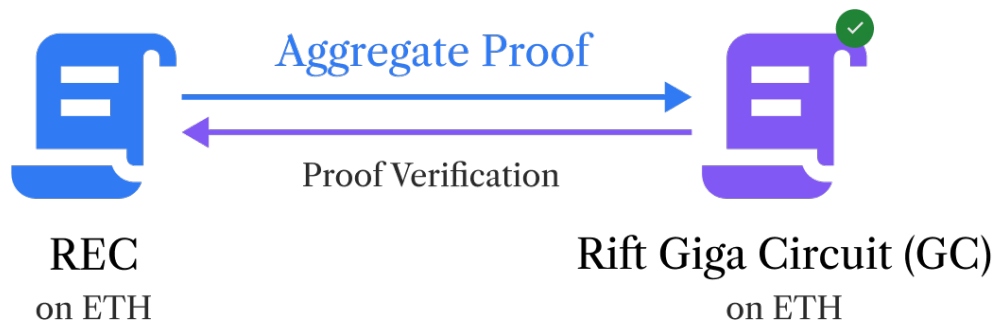 Aggregate Proof
Proof Verification
REC
on ETH
Rift Giga Circuit (GC)
on ETH